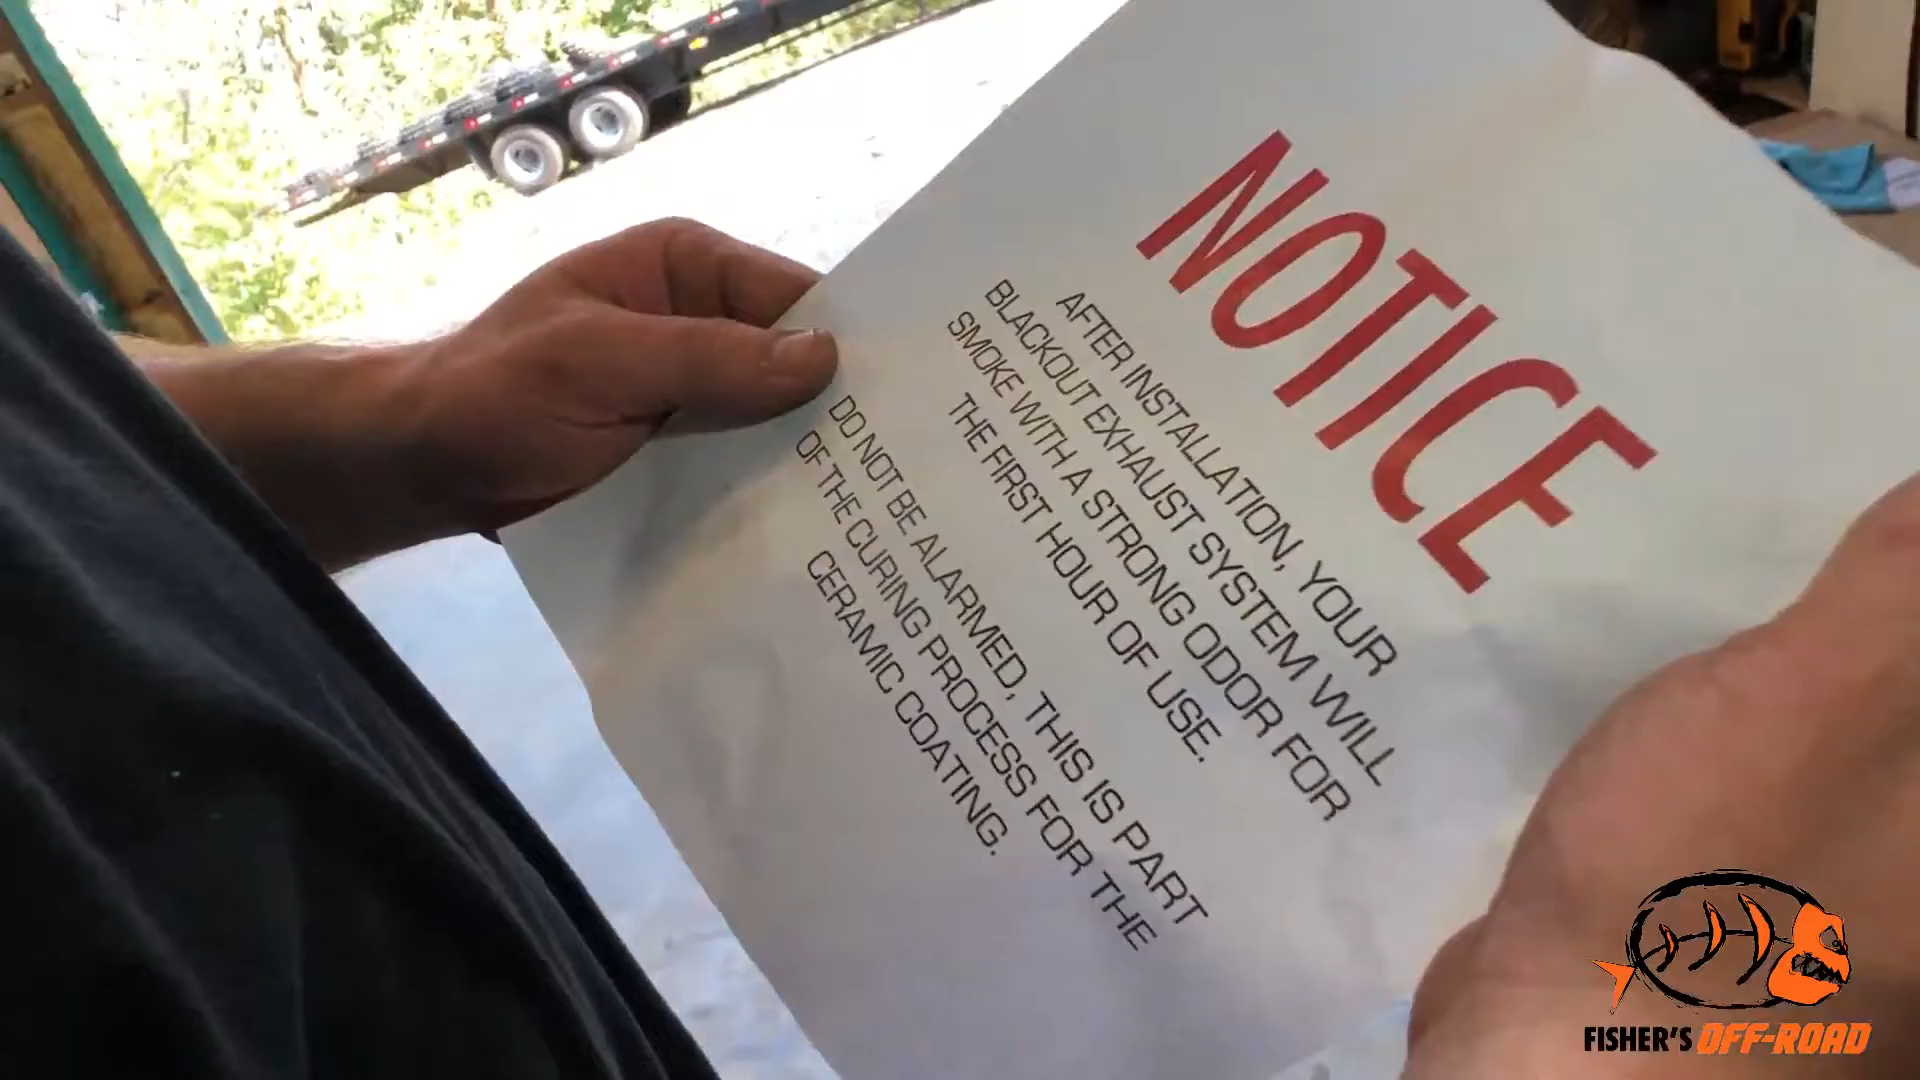 NOTICE
AFTER INSTALLATION, YOUR
BLACKOUT EXHAUST SYSTEM WILL
SMOKE WITH A STRONG ODOR FOR
THE FIRST HOUR OF USE.
DO NOT BE ALARMED, THIS IS PART
OF THE CURING PROCESS FOR THE
CERAMIC COATING.
FISHER'S OFF-ROAD